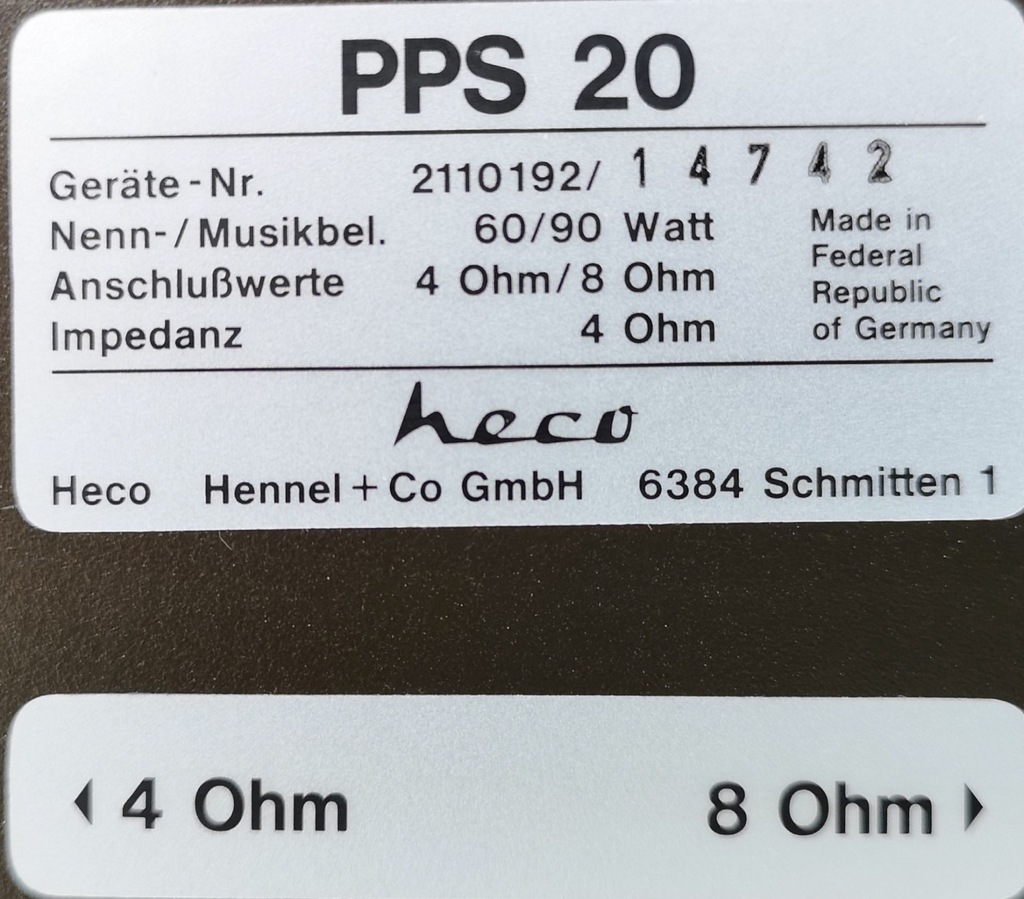 PPS 20
Geräte-Nr. 2110192/ 1 4 7 4 2
Nenn-/Musikbel. 60/90 Watt
Anschlußwerte 4 Ohm/8 Ohm
Impedanz 4 Ohm
Made in
Federal
Republic
of Germany
heco
Heco Hennel + Co GmbH 6384 Schmitten 1
4 Ohm 8 Ohm